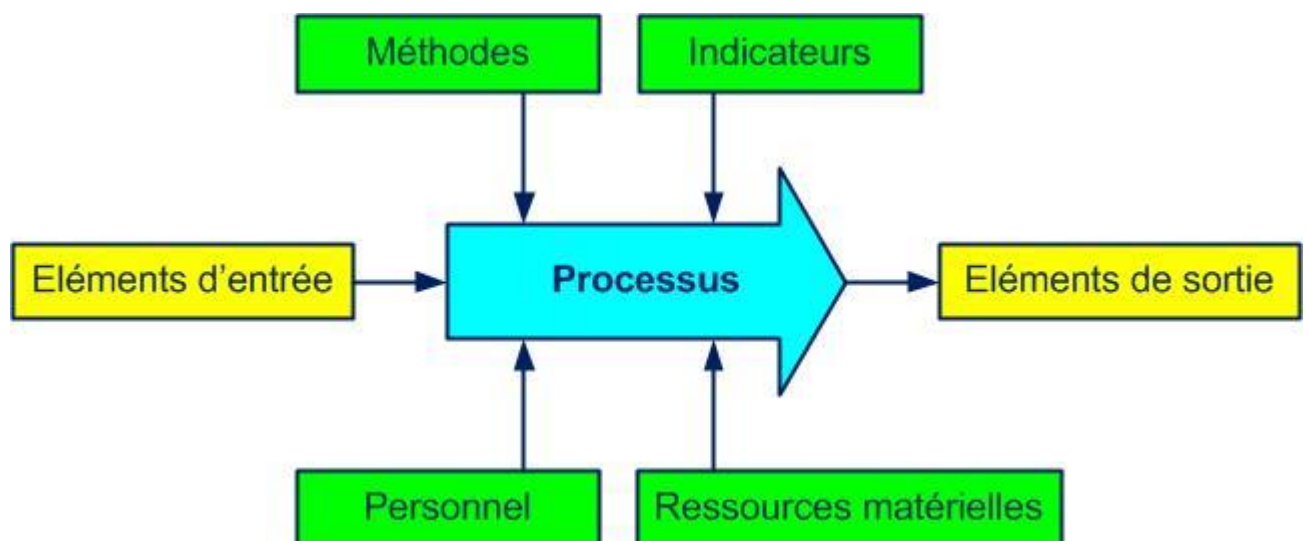 Méthodes
Indicateurs
Eléments d’entrée
Processus
Eléments de sortie
Personnel
Ressources matérielles